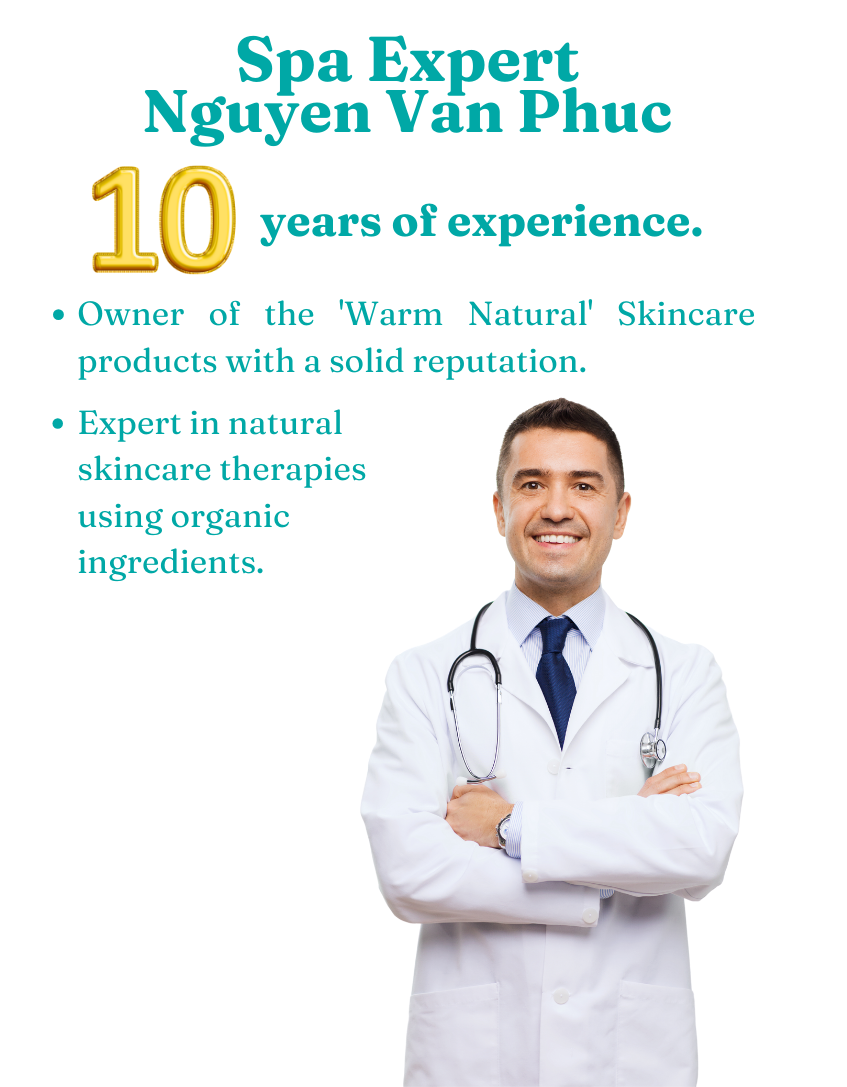 Spa Expert
Nguyen Van Phuc
10 years of experience.
• Owner of the 'Warm Natural' Skincare
products with a solid reputation.
• Expert in natural
skincare therapies
using organic
ingredients.